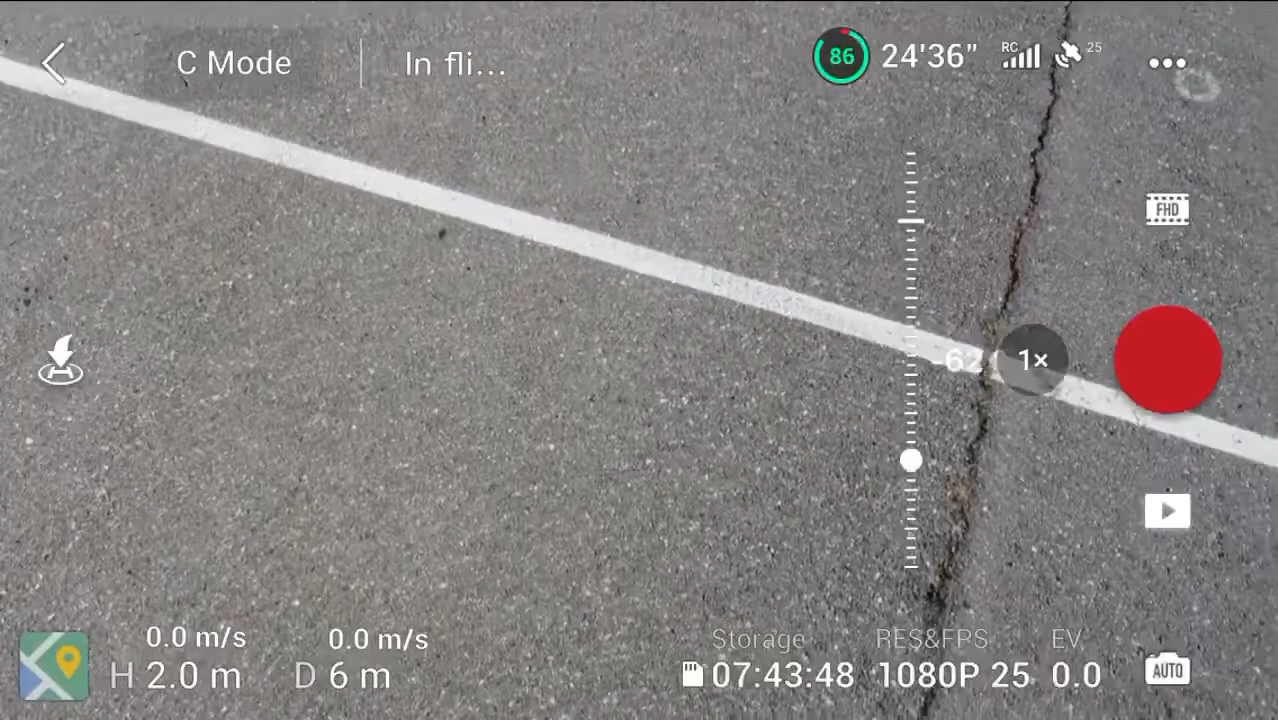 C Mode
In fli...
86
24'36"
RC
25
FHD
-62
1×
0.0 m/s
0.0 m/s
H 2.0 m
D 6 m
Storage
RES&FPS
EV
07:43:48
1080P 25
0.0
AUTO